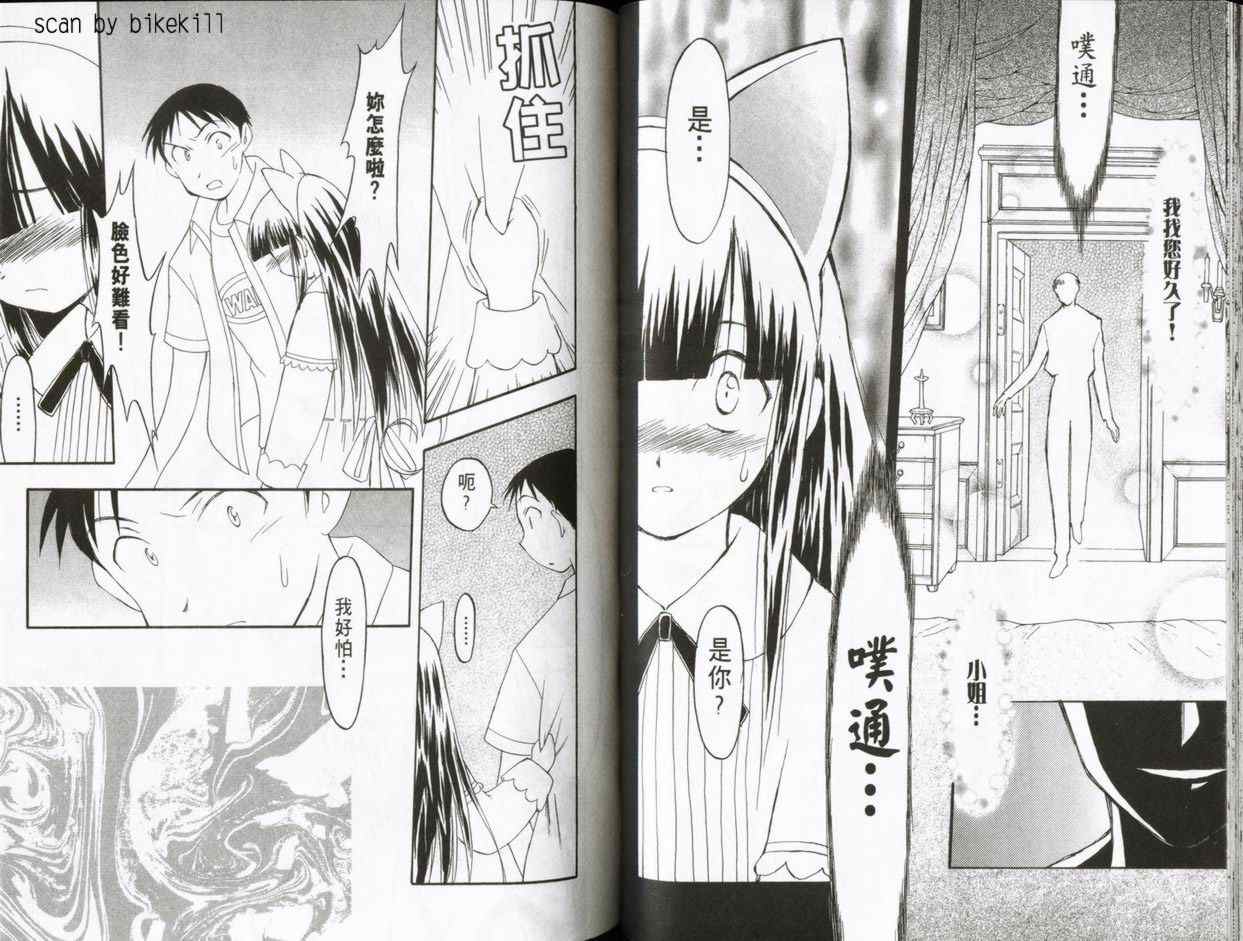 scan by bikekill
噗通…
我找您好久了！
小姐…
是…
噗通…
是你？
抓住
妳怎麼啦？
臉色好難看！
WA
……
呃？
……
我好怕…